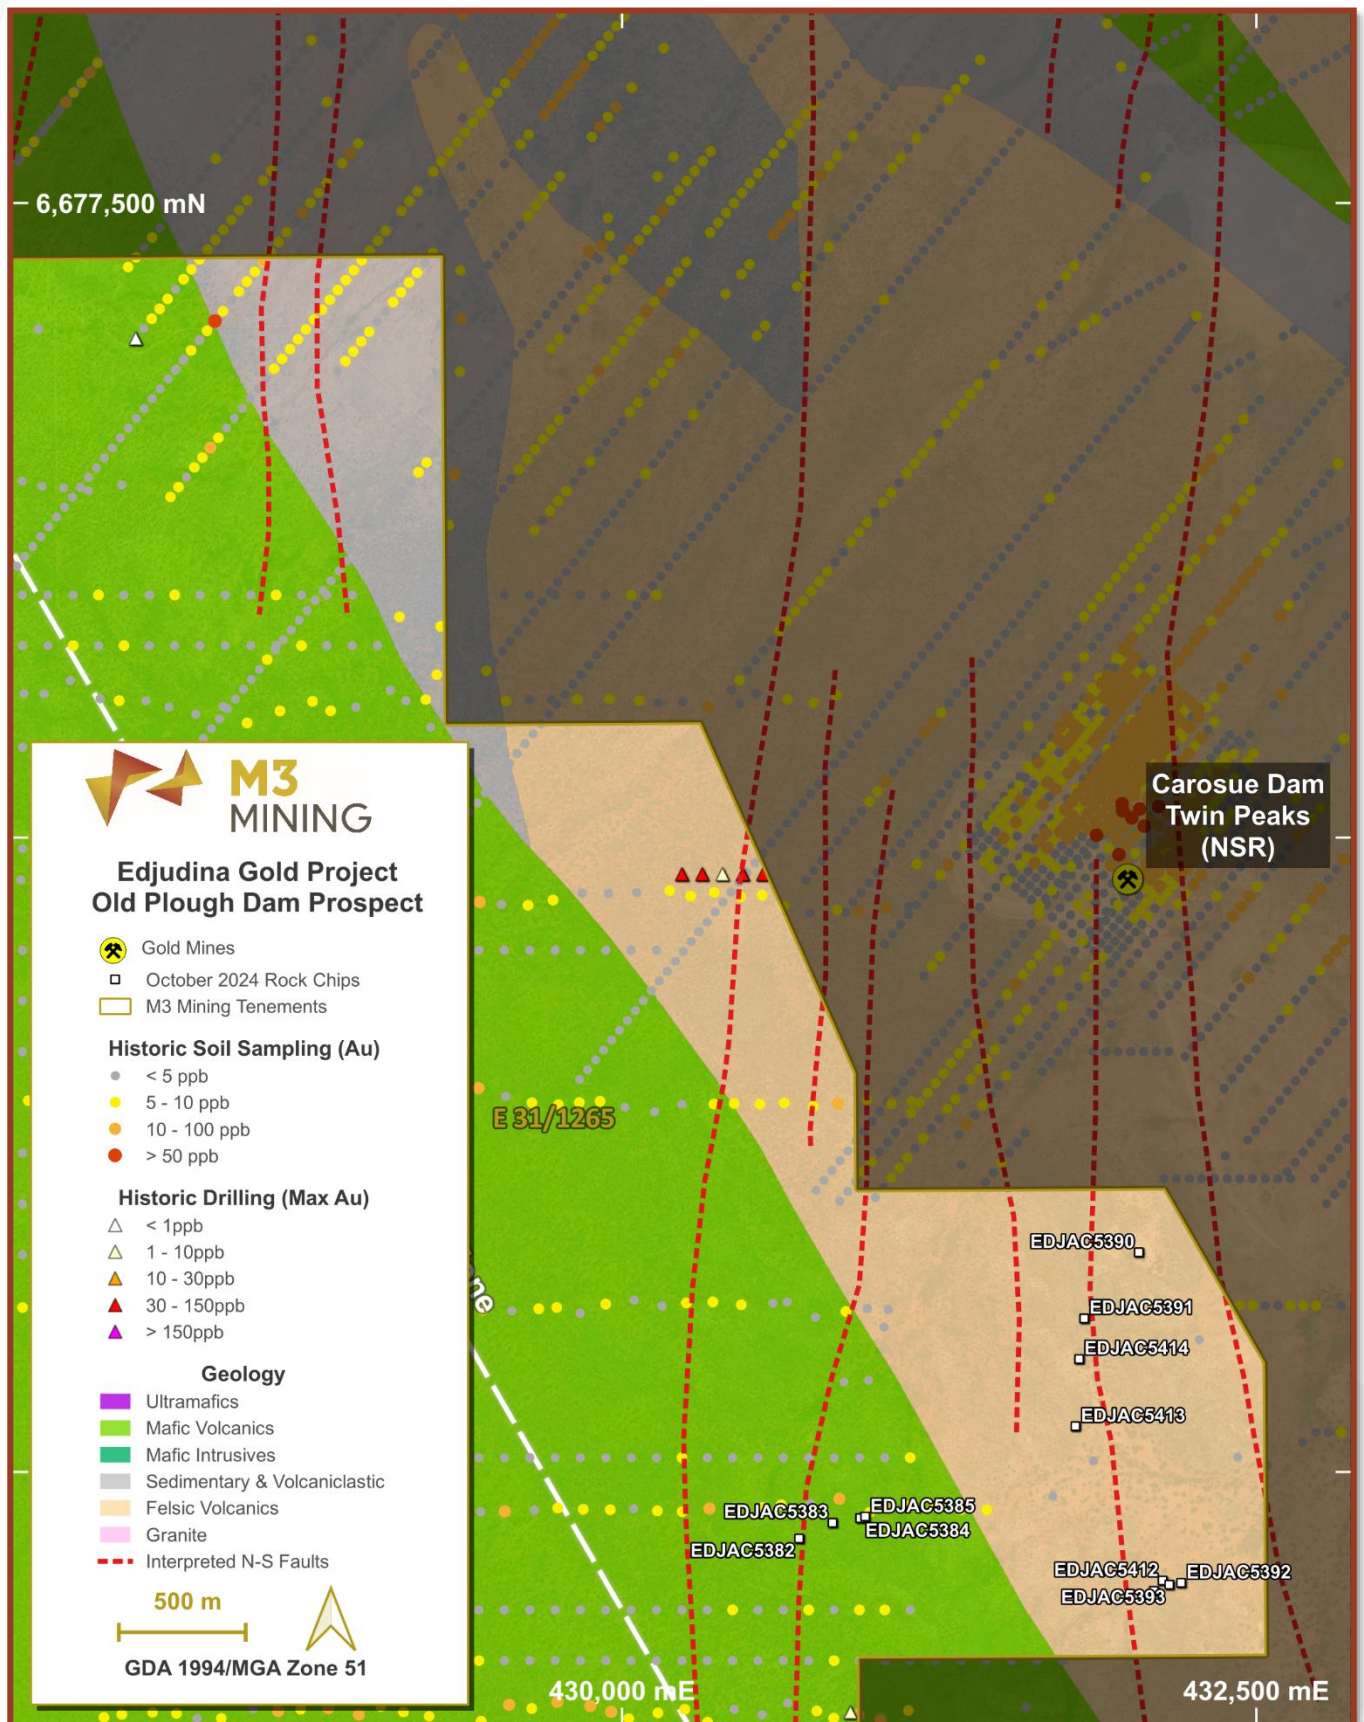 6,677,500 mN
Carosue Dam
Twin Peaks
(NSR)
M3
MINING
Edjudina Gold Project
Old Plough Dam Prospect
Gold Mines
October 2024 Rock Chips
M3 Mining Tenements
Historic Soil Sampling (Au)
< 5 ppb
5 - 10 ppb
10 - 100 ppb
> 50 ppb
Historic Drilling (Max Au)
< 1ppb
1 - 10ppb
10 - 30ppb
30 - 150ppb
> 150ppb
Geology
Ultramafics
Mafic Volcanics
Mafic Intrusives
Sedimentary & Volcaniclastic
Felsic Volcanics
Granite
Interpreted N-S Faults
500 m
GDA 1994/MGA Zone 51
E 31/1265
EDJAC5390
EDJAC5391
EDJAC5414
EDJAC5413
EDJAC5383
EDJAC5385
EDJAC5384
EDJAC5382
EDJAC5412
EDJAC5392
EDJAC5393
430,000 mE
432,500 mE